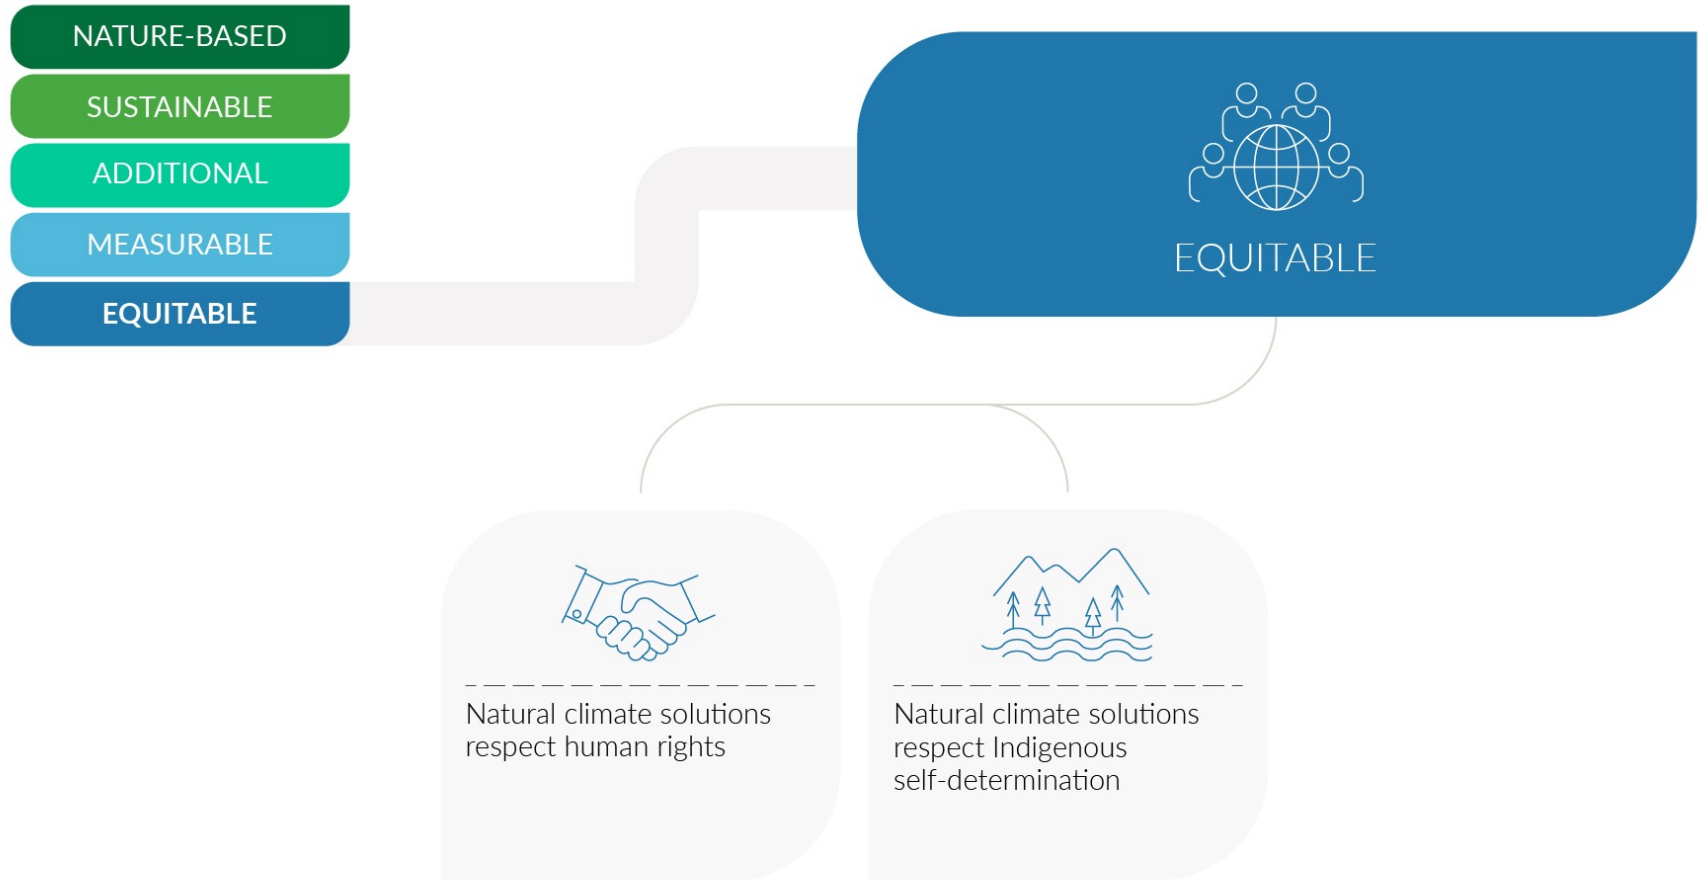 NATURE-BASED
SUSTAINABLE
ADDITIONAL
MEASURABLE
EQUITABLE
EQUITABLE
Natural climate solutions
respect human rights
Natural climate solutions
respect Indigenous
self-determination